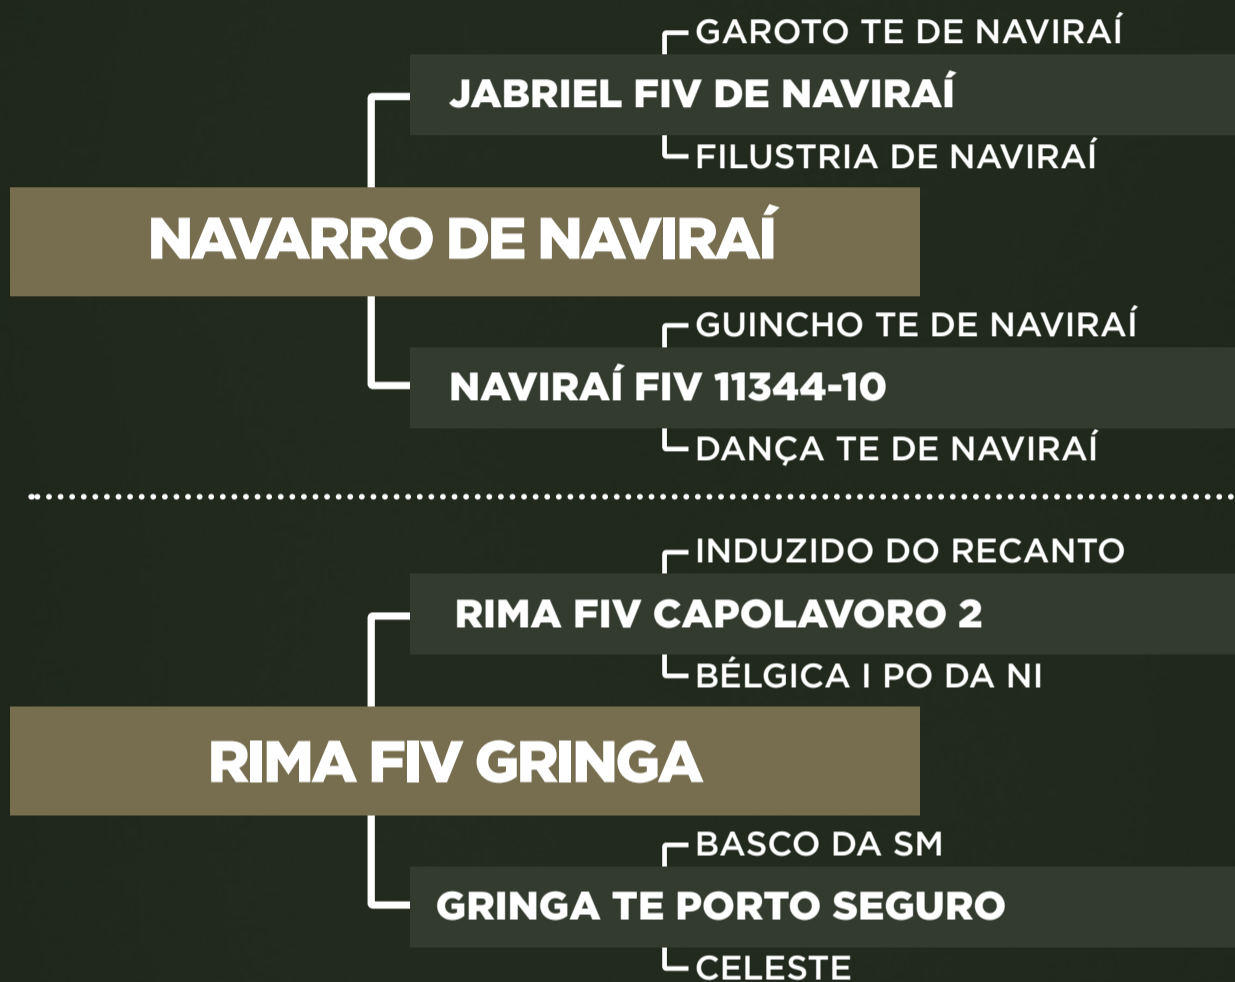 GAROTO TE DE NAVIRAÍ
JABRIEL FIV DE NAVIRAÍ
FILUSTRIA DE NAVIRAÍ
NAVARRO DE NAVIRAÍ
GUINCHO TE DE NAVIRAÍ
NAVIRAÍ FIV 11344-10
DANÇA TE DE NAVIRAÍ
INDUZIDO DO RECANTO
RIMA FIV CAPOLAVORO 2
BÉLGICA I PO DA NI
RIMA FIV GRINGA
BASCO DA SM
GRINGA TE PORTO SEGURO
CELESTE